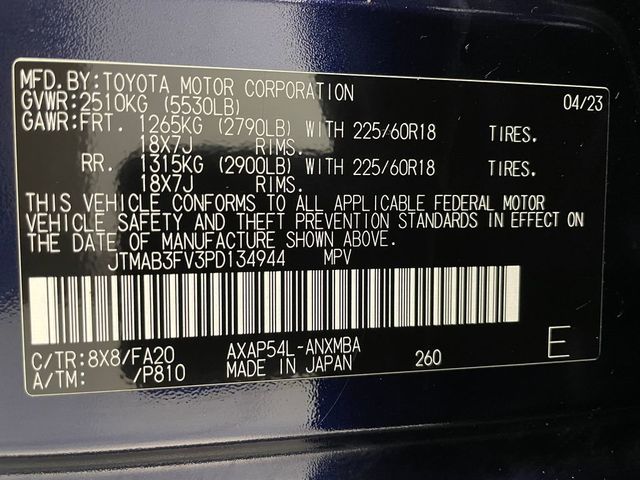 MFD.BY:TOYOTA MOTOR CORPORATION 04/23
GVWR:2510KG (5530LB)
GAWR:FRT. 1265KG (2790LB) WITH 225/60R18 TIRES.
18X7J RIMS.
RR. 1315KG (2900LB) WITH 225/60R18 TIRES.
18X7J RIMS.
THIS VEHICLE CONFORMS TO ALL APPLICABLE FEDERAL MOTOR
VEHICLE SAFETY AND THEFT PREVENTION STANDARDS IN EFFECT ON
THE DATE OF MANUFACTURE SHOWN ABOVE.
JTMAB3FV3PD134944 MPV
C/TR:8X8/FA20 AXAP54L-ANXMBA 260 E
A/TM: /P810 MADE IN JAPAN